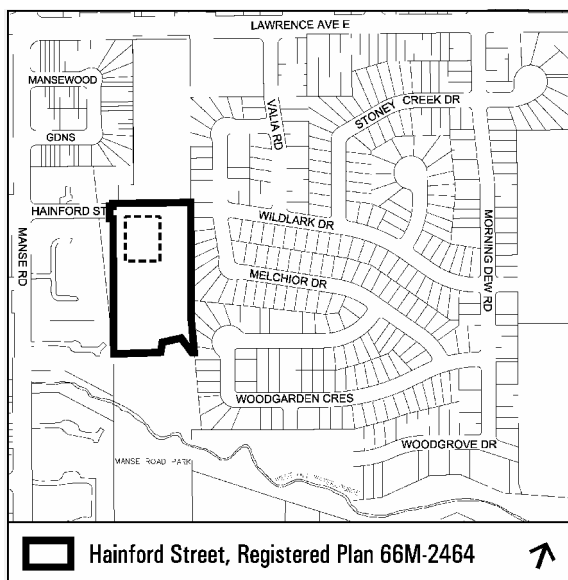 LAWRENCE AVE E
MANSEWOOD
VALIA RD
STONEY CREEK DR
GDNS
HAINFORD ST
WILDLARK DR
MORNING DEW RD
MANSE RD
MELCHIOR DR
WOODGARDEN CRES
WOODGROVE DR
MANSE ROAD PARK
Hainford Street, Registered Plan 66M-2464